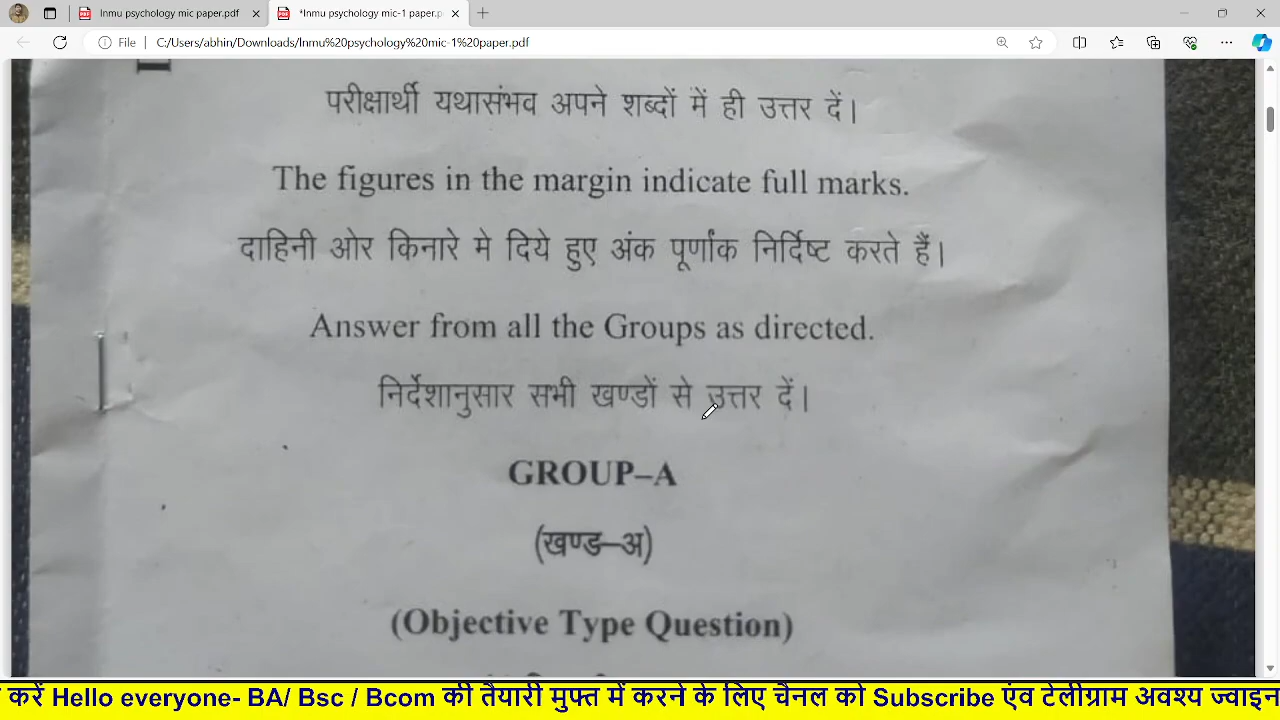 lnmu psychology mic paper.pdf
*lnmu psychology mic-1 paper.p
File
C:/Users/abhin/Downloads/lnmu%20psychology%20mic-1%20paper.pdf
परीक्षार्थी यथासंभव अपने शब्दों में ही उत्तर दें।
The figures in the margin indicate full marks.
दाहिनी ओर किनारे मे दिये हुए अंक पूर्णांक निर्दिष्ट करते हैं।
Answer from all the Groups as directed.
निर्देशानुसार सभी खण्डों से उत्तर दें।
GROUP–A
(खण्ड–अ)
(Objective Type Question)
करें Hello everyone- BA/ Bsc / Bcom की तैयारी मुफ्त में करने के लिए चैनल को Subscribe एंव टेलीग्राम अवश्य ज्वाइन